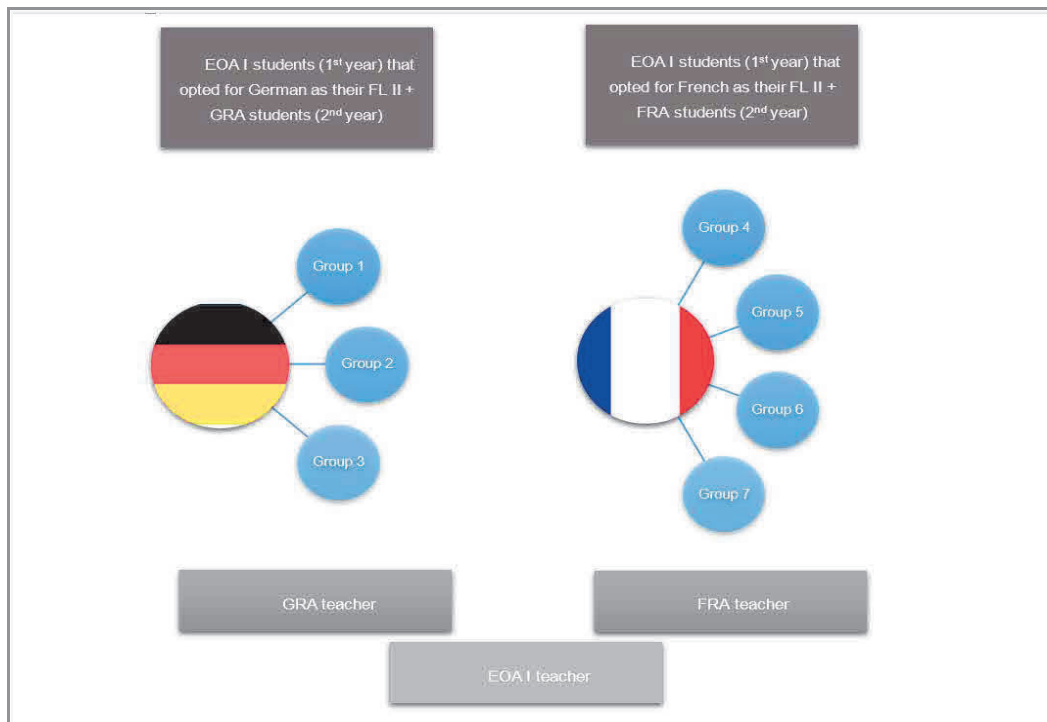 EOA I students (1st year) that
opted for German as their FL II +
GRA students (2nd year)
EOA I students (1st year) that
opted for French as their FL II +
FRA students (2nd year)
Group 1
Group 2
Group 3
Group 4
Group 5
Group 6
Group 7
GRA teacher
FRA teacher
EOA I teacher